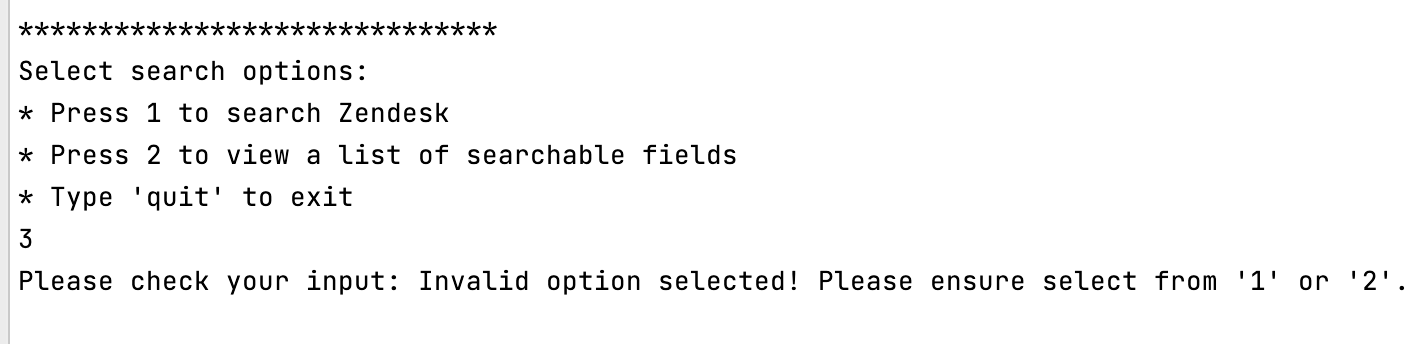 ******************************
Select search options:
* Press 1 to search Zendesk
* Press 2 to view a list of searchable fields
* Type 'quit' to exit
3
Please check your input: Invalid option selected! Please ensure select from '1' or '2'.